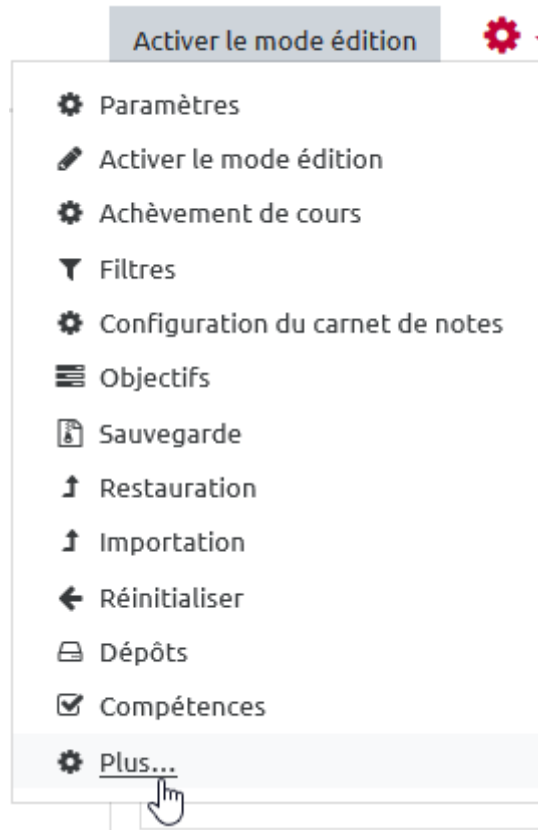 Activer le mode édition
Paramètres
Activer le mode édition
Achèvement de cours
Filtres
Configuration du carnet de notes
Objectifs
Sauvegarde
Restauration
Importation
Réinitialiser
Dépôts
Compétences
Plus...